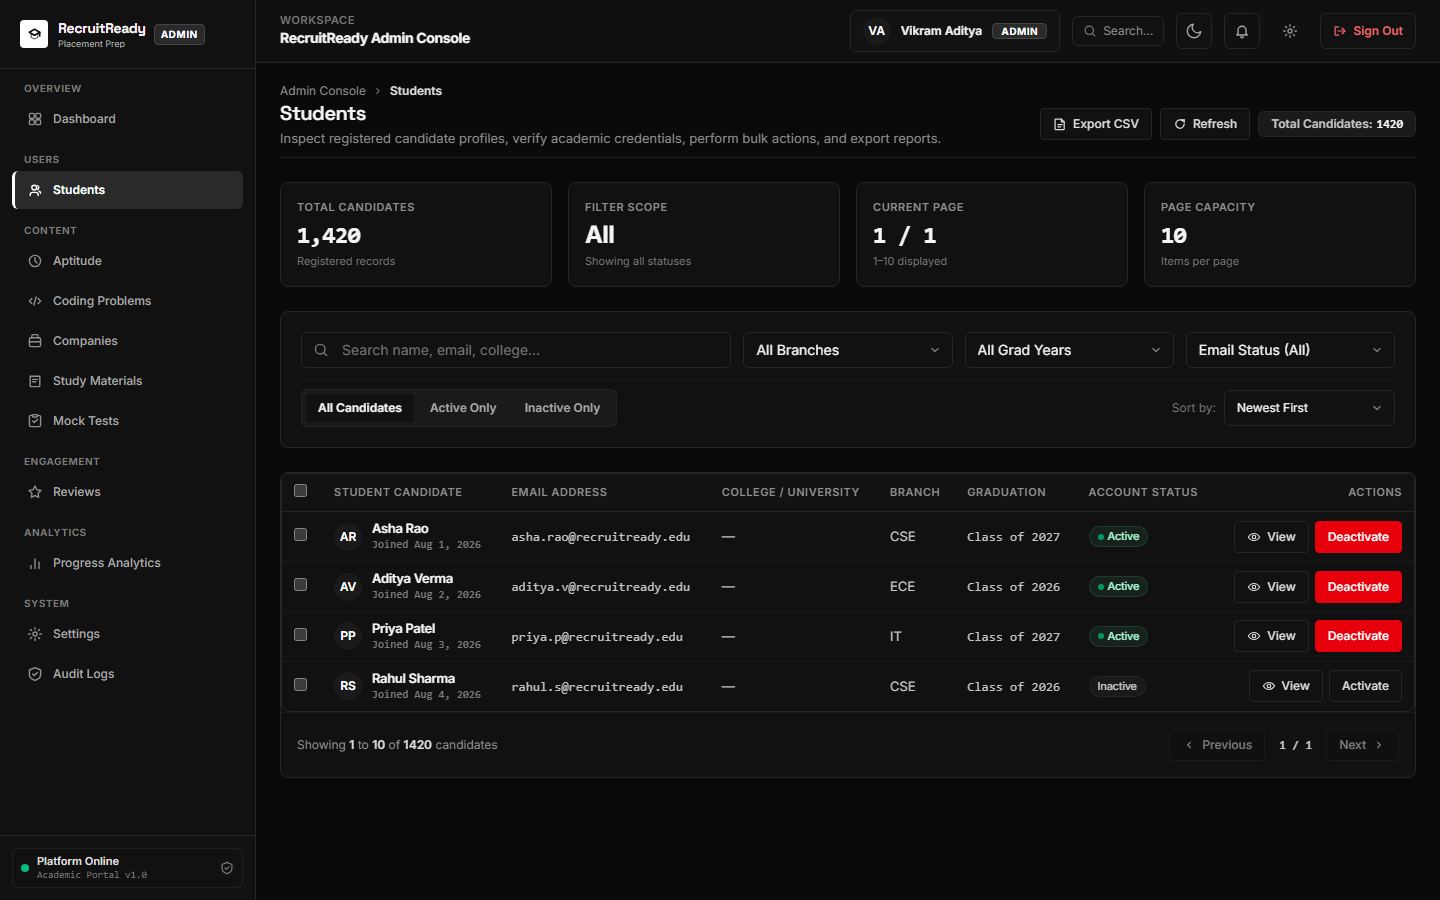 RecruitReady
Placement Prep
ADMIN
OVERVIEW
Dashboard
USERS
Students
CONTENT
Aptitude
Coding Problems
Companies
Study Materials
Mock Tests
ENGAGEMENT
Reviews
ANALYTICS
Progress Analytics
SYSTEM
Settings
Audit Logs
Platform Online
Academic Portal v1.0
WORKSPACE
RecruitReady Admin Console
VA Vikram Aditya ADMIN
Search...
Sign Out
Admin Console › Students
Students
Inspect registered candidate profiles, verify academic credentials, perform bulk actions, and export reports.
Export CSV
Refresh
Total Candidates: 1420
TOTAL CANDIDATES
1,420
Registered records
FILTER SCOPE
All
Showing all statuses
CURRENT PAGE
1 / 1
1–10 displayed
PAGE CAPACITY
10
Items per page
Search name, email, college...
All Branches
All Grad Years
Email Status (All)
All Candidates
Active Only
Inactive Only
Sort by: Newest First
STUDENT CANDIDATE EMAIL ADDRESS COLLEGE / UNIVERSITY BRANCH GRADUATION ACCOUNT STATUS ACTIONS
AR Asha Rao asha.rao@recruitready.edu — CSE Class of 2027 Active View Deactivate
Joined Aug 1, 2026
AV Aditya Verma aditya.v@recruitready.edu — ECE Class of 2026 Active View Deactivate
Joined Aug 2, 2026
PP Priya Patel priya.p@recruitready.edu — IT Class of 2027 Active View Deactivate
Joined Aug 3, 2026
RS Rahul Sharma rahul.s@recruitready.edu — CSE Class of 2026 Inactive View Activate
Joined Aug 4, 2026
Showing 1 to 10 of 1420 candidates
Previous 1 / 1 Next